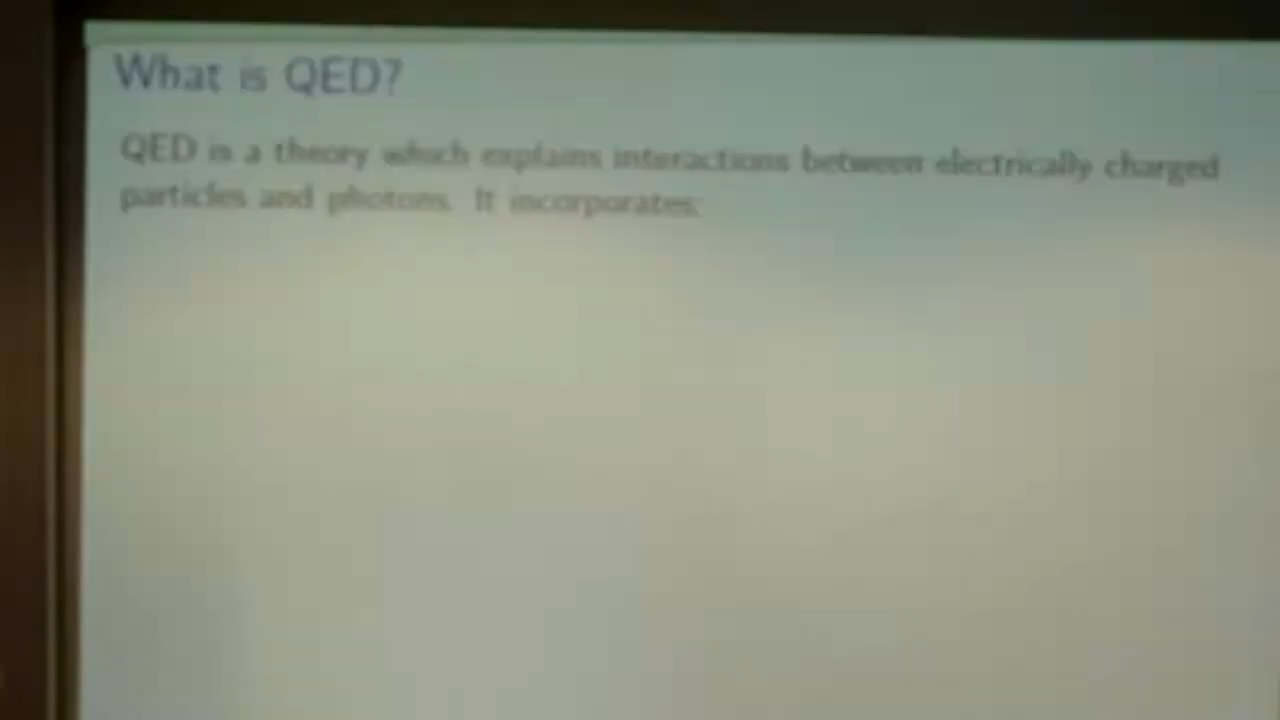 What is QED?
QED is a theory which explains interactions between electrically charged
particles and photons. It incorporates: